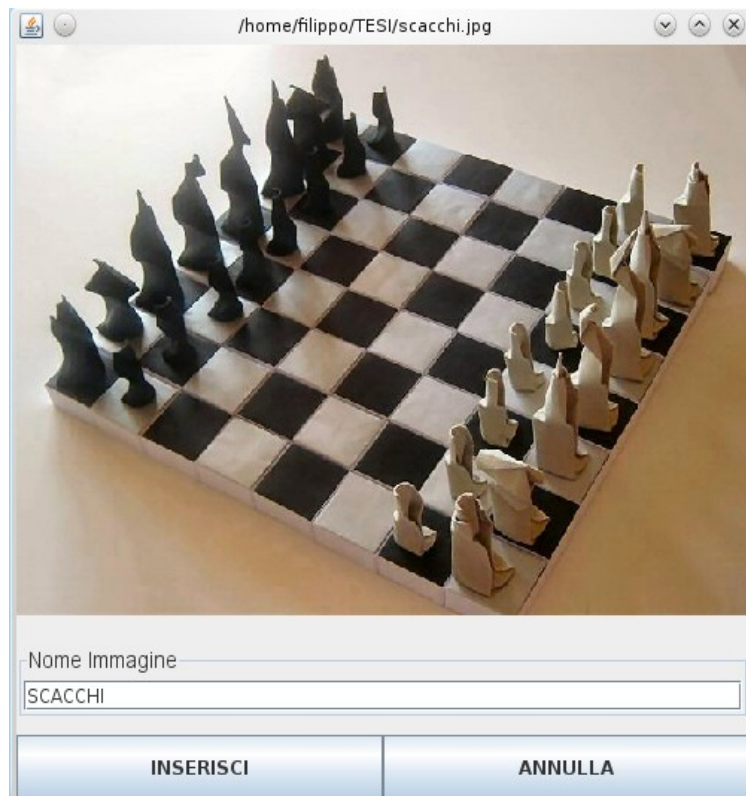 /home/filippo/TESI/scacchi.jpg
Nome Immagine
SCACCHI
INSERISCI
ANNULLA